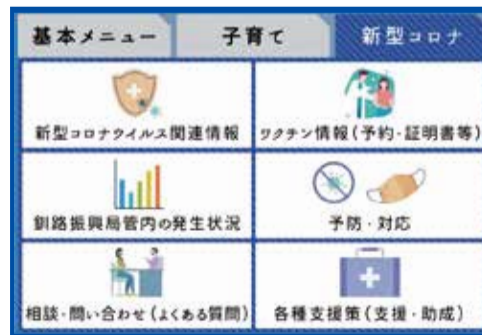 基本メニュー
子育て
新型コロナ
新型コロナウイルス関連情報
ワクチン情報(予約・証明書等)
釧路振興局管内の発生状況
予防・対応
相談・問い合わせ(よくある質問)
各種支援策(支援・助成)